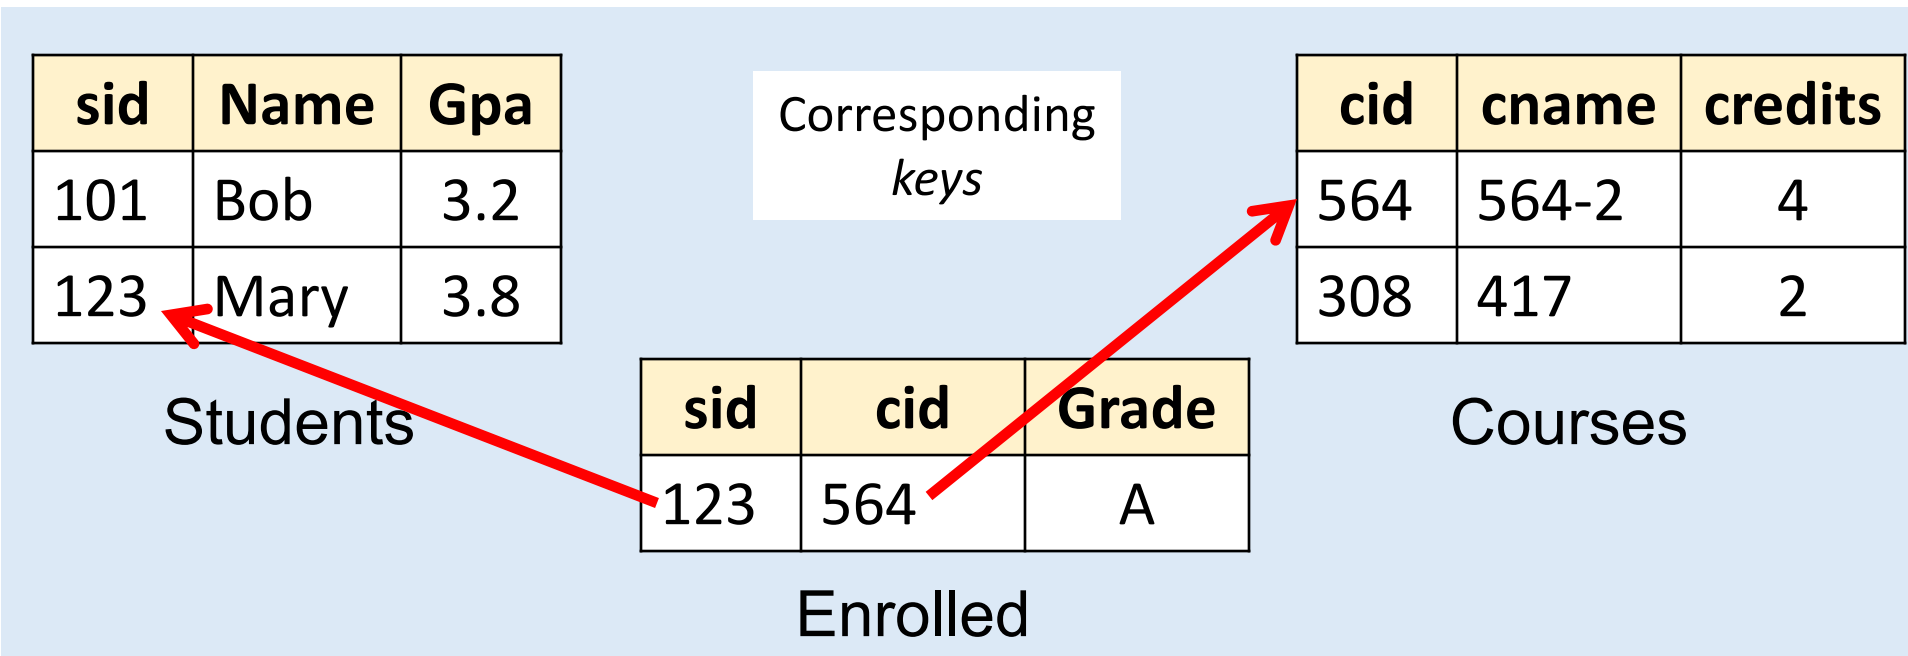 sid Name Gpa
101 Bob 3.2
123 Mary 3.8
Students
Corresponding
keys
cid cname credits
564 564-2 4
308 417 2
Courses
sid cid Grade
123 564 A
Enrolled